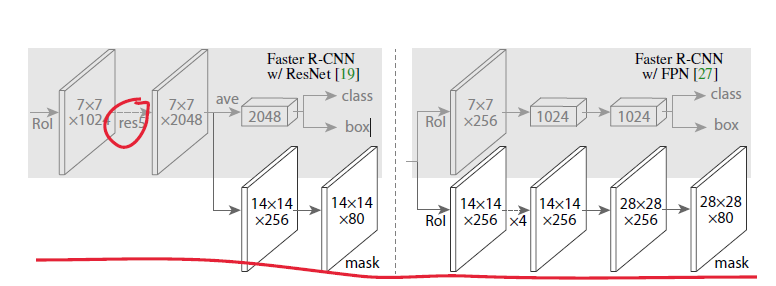 Faster R-CNN
w/ ResNet [19]
RoI
7×7
×1024
res5
7×7
×2048
ave
2048
class
box
14×14
×256
14×14
×80
mask
Faster R-CNN
w/ FPN [27]
RoI
7×7
×256
1024
1024
class
box
RoI
14×14
×256
×4
14×14
×256
28×28
×256
28×28
×80
mask